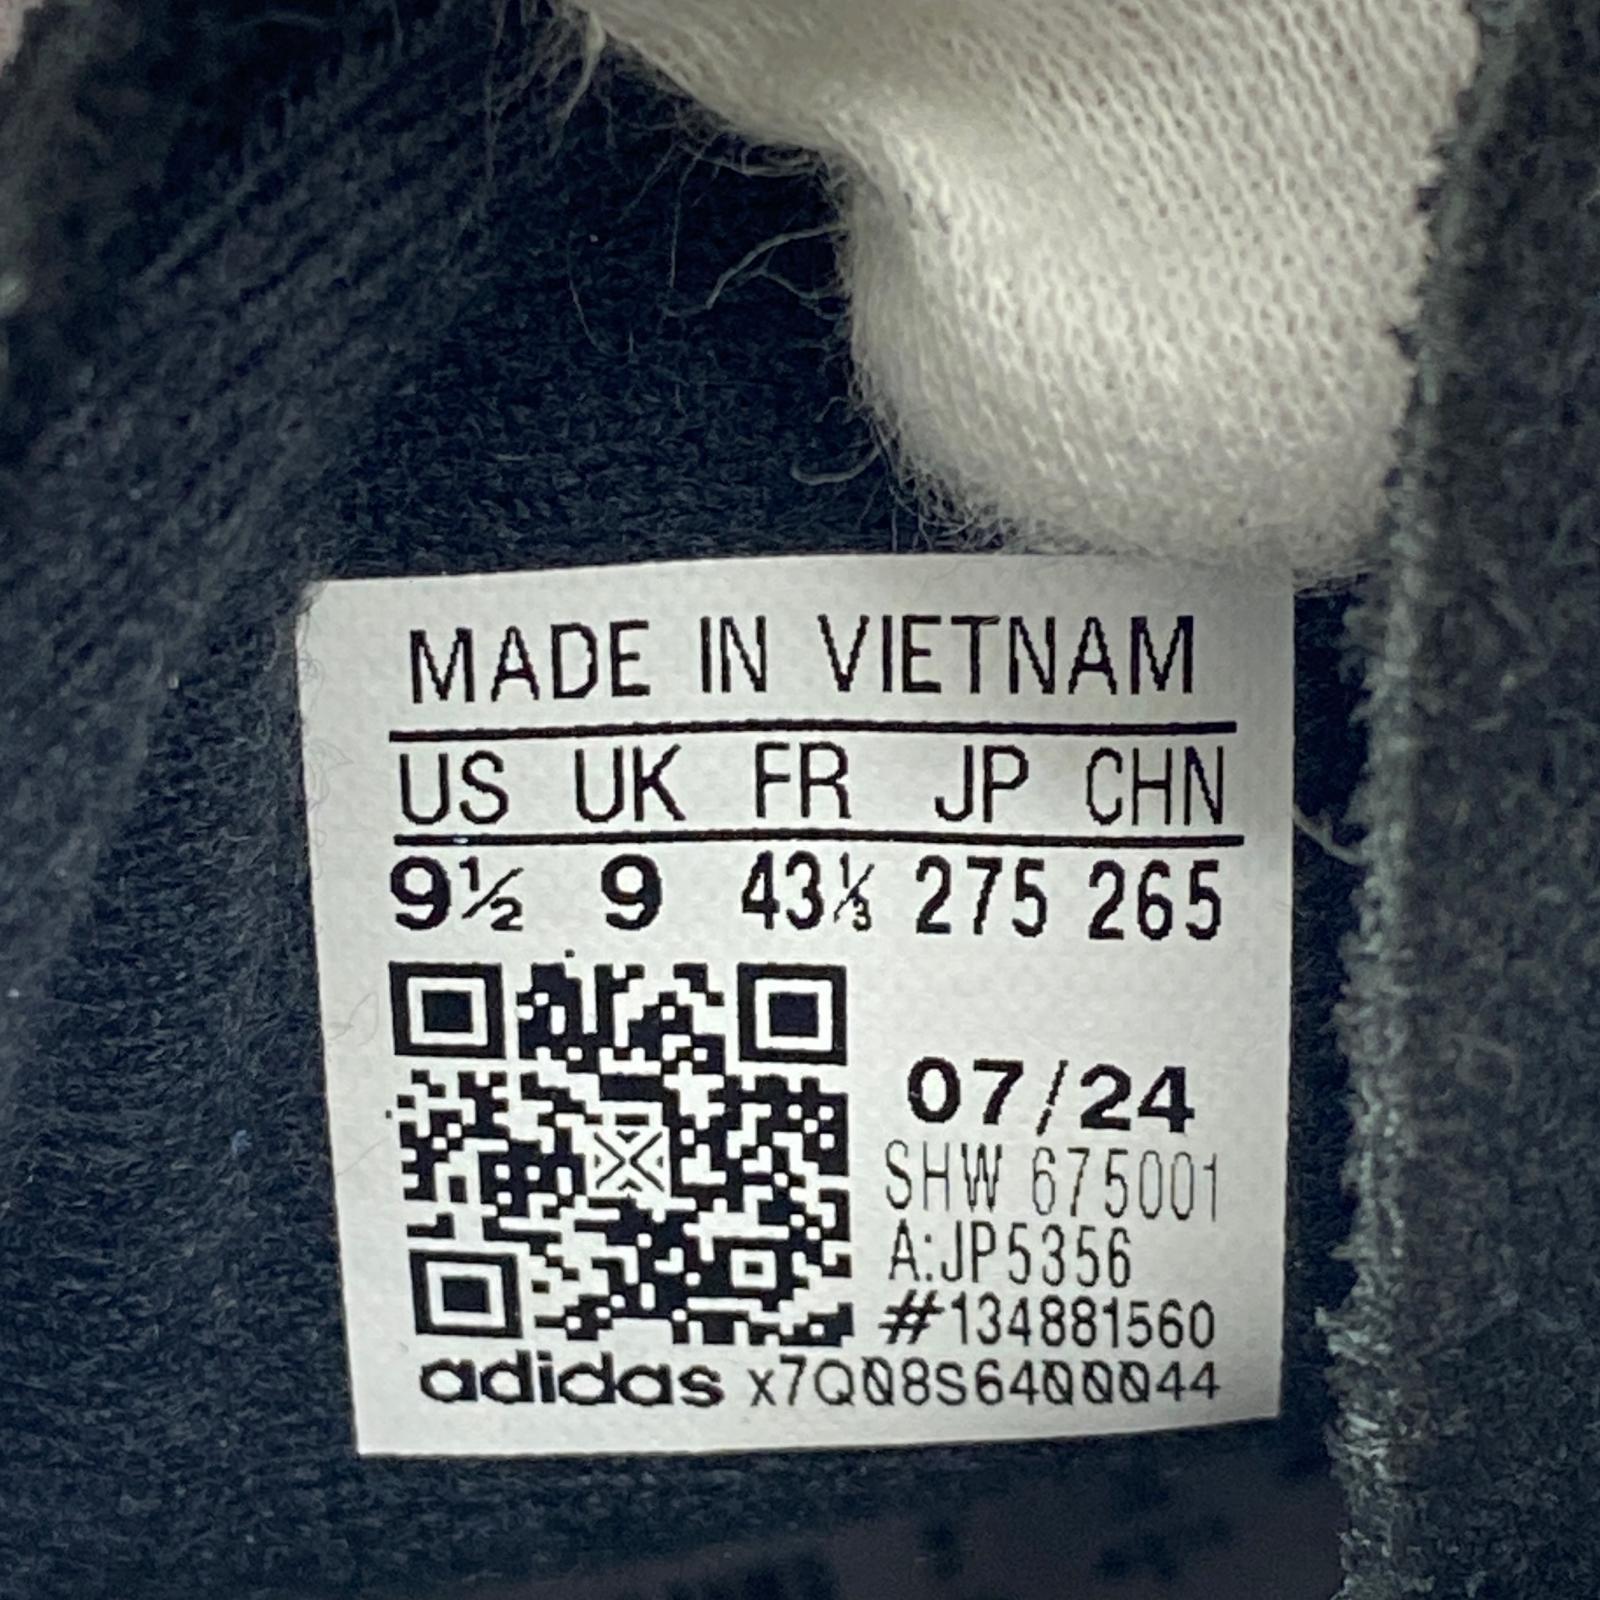 MADE IN VIETNAM
US UK FR JP CHN
9½ 9 43⅓ 275 265
07/24
SHW 675001
A:JP5356
#134881560
adidas x7Q08S6400044